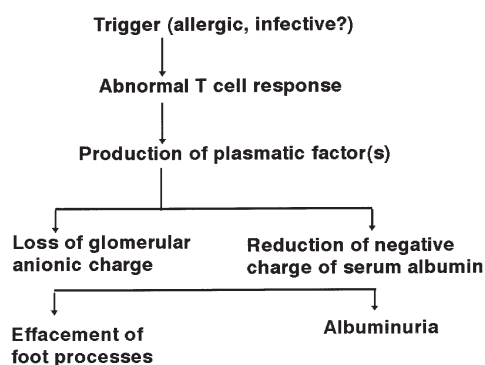 Trigger (allergic, infective?)
Abnormal T cell response
Production of plasmatic factor(s)
Loss of glomerular
anionic charge
Reduction of negative
charge of serum albumin
Effacement of
foot processes
Albuminuria